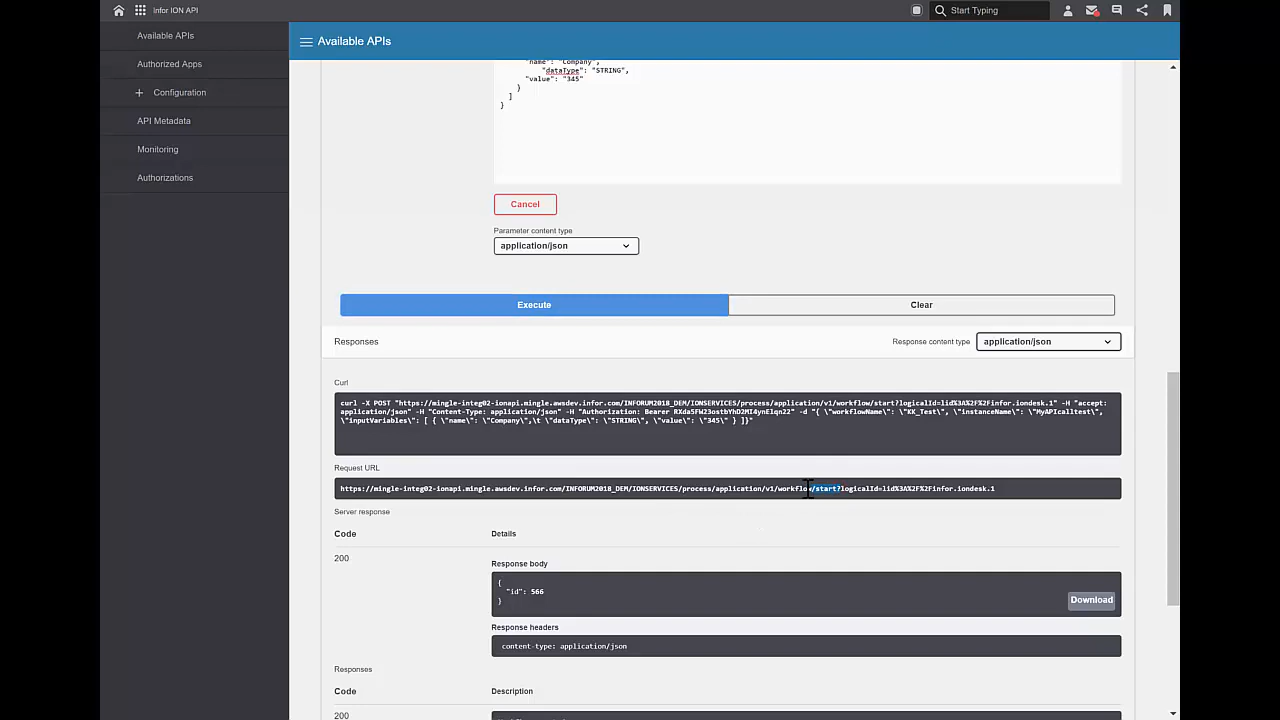 Infor ION API
Start Typing
Available APIs
Authorized Apps
Configuration
API Metadata
Monitoring
Authorizations
Available APIs
"name": "Company",
"dataType": "STRING",
"value": "345"
}
]
}
Cancel
Parameter content type
application/json
Execute
Clear
Responses
Response content type
application/json
Curl
curl -X POST "https://mingle-integ02-ionapi.mingle.awsdev.infor.com/INFORUM2018_DEM/IONSERVICES/process/application/v1/workflow/start?logicalId=lid%3A%2F%2Finfor.iondesk.1" -H "accept:
application/json" -H "Content-Type: application/json" -H "Authorization: Bearer RXda5FW23ostbYhD2MI4ynElqn22" -d "{ \"workflowName\": \"KX_Test\", \"instanceName\": \"MyAPIcalltest\",
\"inputVariables\": [ { \"name\": \"Company\",\t \"dataType\": \"STRING\", \"value\": \"345\" } ]}"
Request URL
https://mingle-integ02-ionapi.mingle.awsdev.infor.com/INFORUM2018_DEM/IONSERVICES/process/application/v1/workflow/start?logicalId=lid%3A%2F%2Finfor.iondesk.1
Server response
Code
Details
200
Response body
{
"id": 566
}
Download
Response headers
content-type: application/json
Responses
Code
Description
200